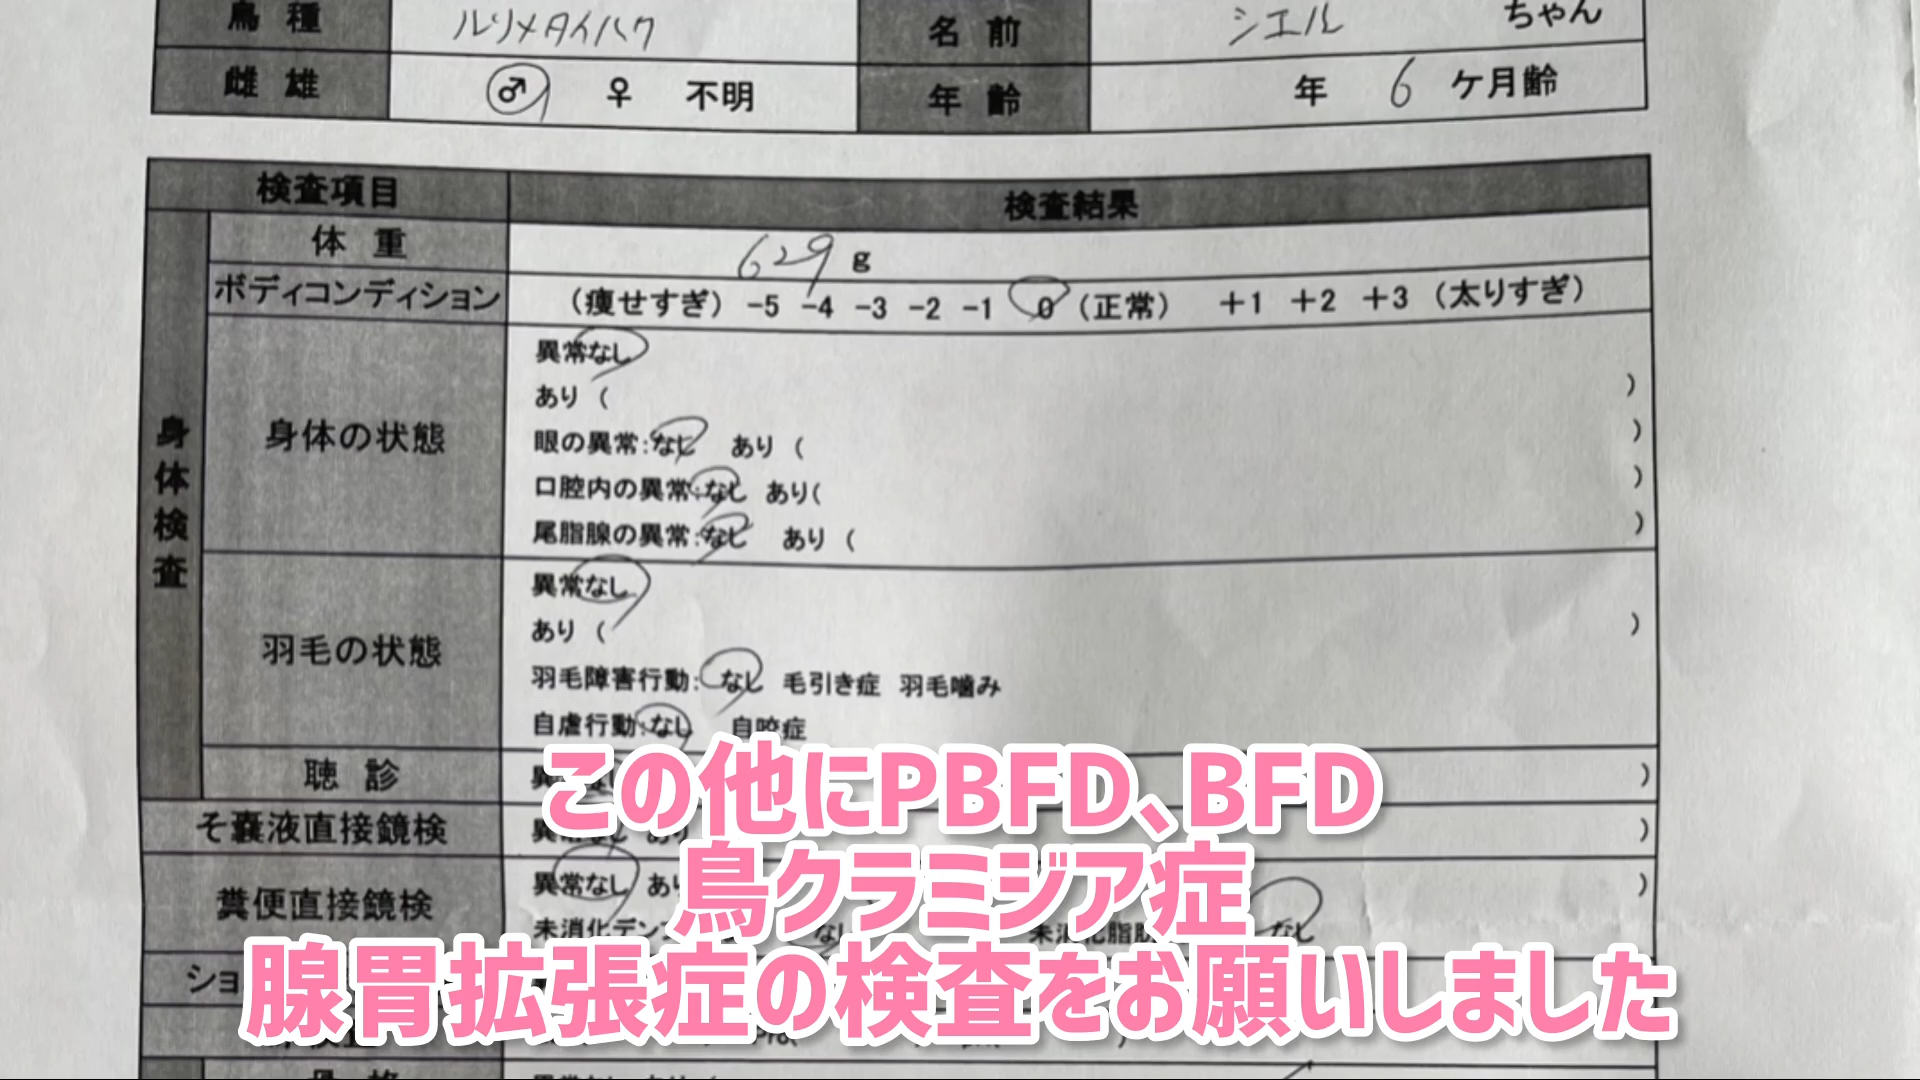 鳥種 ルリメタイハク 名前 シエル ちゃん
雌雄 ♂ ♀ 不明 年齢 年 6 ケ月齢
検査項目 検査結果
身体検査
体重 629 g
ボディコンディション (痩せすぎ) -5 -4 -3 -2 -1 0 (正常) +1 +2 +3 (太りすぎ)
身体の状態
異常なし
あり ( )
眼の異常:なし あり ( )
口腔内の異常:なし あり( )
尾脂腺の異常:なし あり ( )
羽毛の状態
異常なし
あり ( )
羽毛障害行動: なし 毛引き症 羽毛噛み
自虐行動:なし 自咬症
聴診 )
そ嚢液直接鏡検 )
糞便直接鏡検 異常なし )
なし
この他にPBFD、BFD
鳥クラミジア症
腺胃拡張症の検査をお願いしました